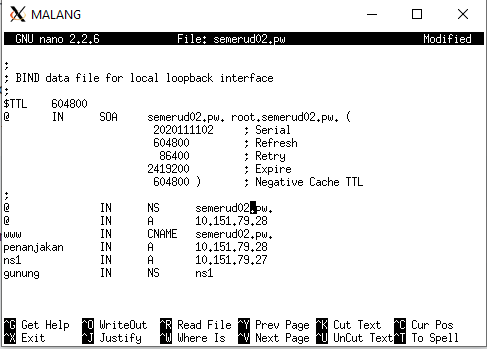 MALANG
GNU nano 2.2.6 File: semerud02.pw Modified
;
; BIND data file for local loopback interface
;
$TTL 604800
@ IN SOA semerud02.pw. root.semerud02.pw. (
2020111102 ; Serial
604800 ; Refresh
86400 ; Retry
2419200 ; Expire
604800 ) ; Negative Cache TTL
;
@ IN NS semerud02.pw.
@ IN A 10.151.79.28
www IN CNAME semerud02.pw.
penanjakan IN A 10.151.79.28
ns1 IN A 10.151.79.27
gunung IN NS ns1
^G Get Help ^O WriteOut ^R Read File ^Y Prev Page ^K Cut Text ^C Cur Pos
^X Exit ^J Justify ^W Where Is ^V Next Page ^U UnCut Text ^T To Spell